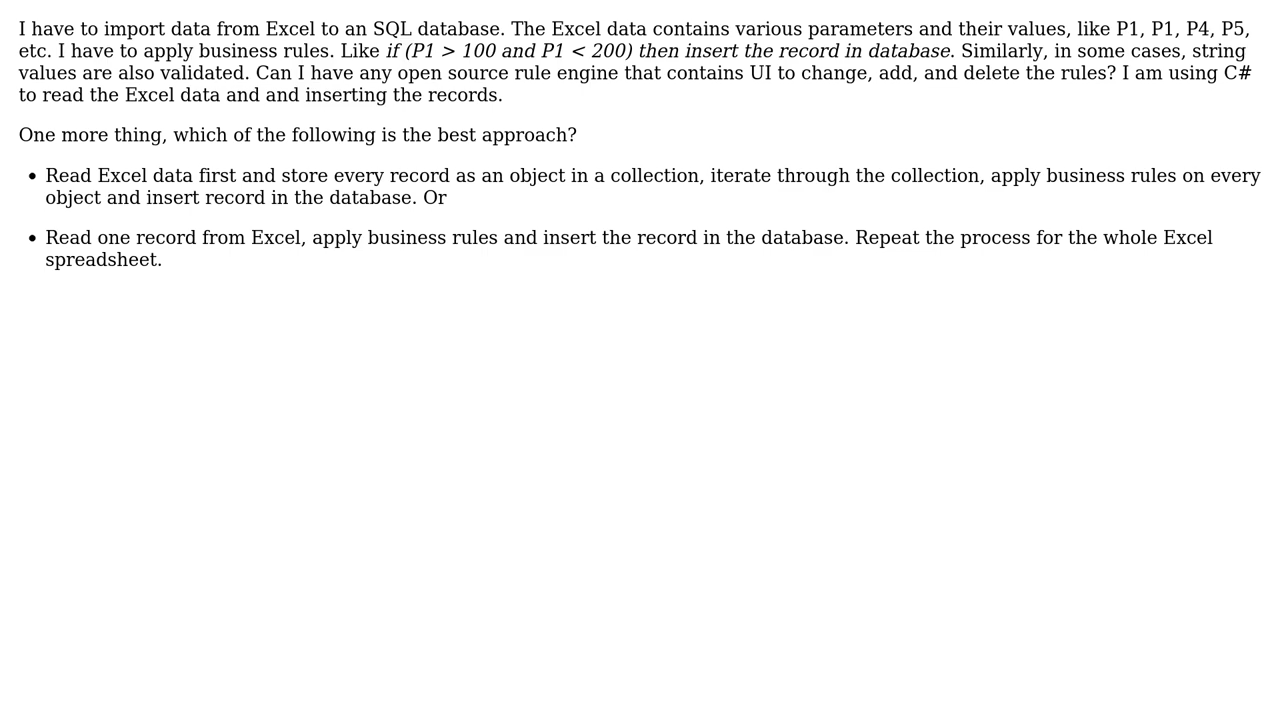 I have to import data from Excel to an SQL database. The Excel data contains various parameters and their values, like P1, P1, P4, P5,
etc. I have to apply business rules. Like if (P1 > 100 and P1 < 200) then insert the record in database. Similarly, in some cases, string
values are also validated. Can I have any open source rule engine that contains UI to change, add, and delete the rules? I am using C#
to read the Excel data and and inserting the records.
One more thing, which of the following is the best approach?
• Read Excel data first and store every record as an object in a collection, iterate through the collection, apply business rules on every
object and insert record in the database. Or
• Read one record from Excel, apply business rules and insert the record in the database. Repeat the process for the whole Excel
spreadsheet.